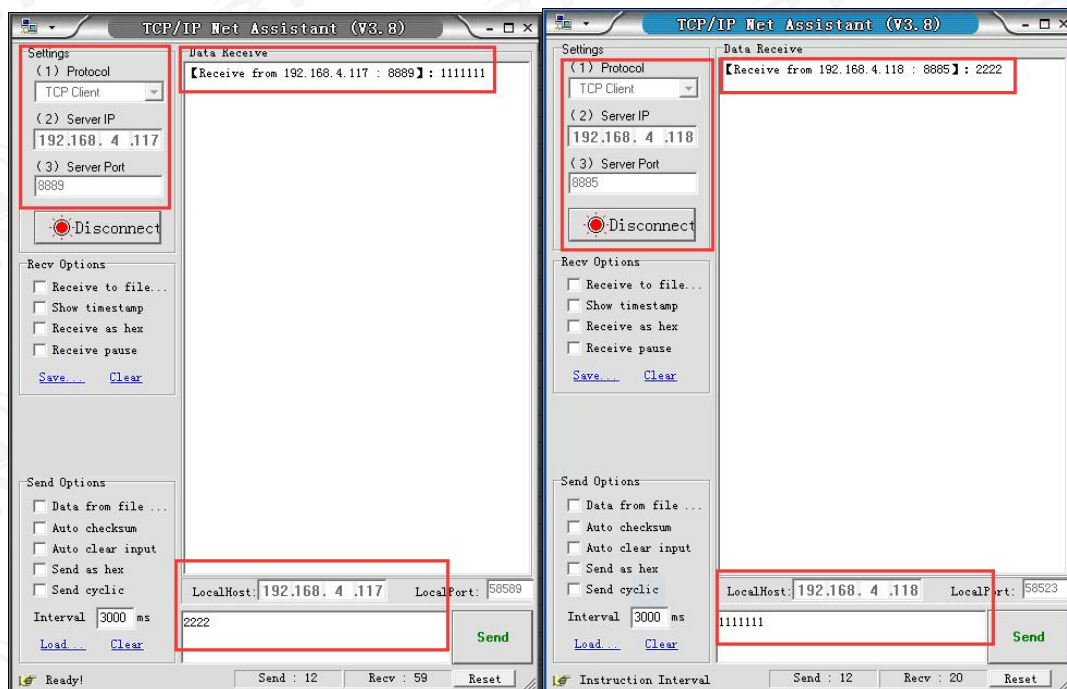 TCP/IP Net Assistant (V3.8)
Settings
(1) Protocol
TCP Client
(2) Server IP
192.168. 4 .117
(3) Server Port
8889
Disconnect
Recv Options
Receive to file...
Show timestamp
Receive as hex
Receive pause
Save... Clear
Send Options
Data from file ...
Auto checksum
Auto clear input
Send as hex
Send cyclic
Interval 3000 ms
Load... Clear
Data Receive
【Receive from 192.168.4.117 : 8889】: 1111111
LocalHost: 192.168. 4 .117 LocalPort: 58589
2222
Send
Ready! Send : 12 Recv : 59 Reset
TCP/IP Net Assistant (V3.8)
Settings
(1) Protocol
TCP Client
(2) Server IP
192.168. 4 .118
(3) Server Port
8885
Disconnect
Recv Options
Receive to file...
Show timestamp
Receive as hex
Receive pause
Save... Clear
Send Options
Data from file ...
Auto checksum
Auto clear input
Send as hex
Send cyclic
Interval 3000 ms
Load... Clear
Data Receive
【Receive from 192.168.4.118 : 8885】: 2222
LocalHost: 192.168. 4 .118 LocalPort: 58523
1111111
Send
Instruction Interval Send : 12 Recv : 20 Reset